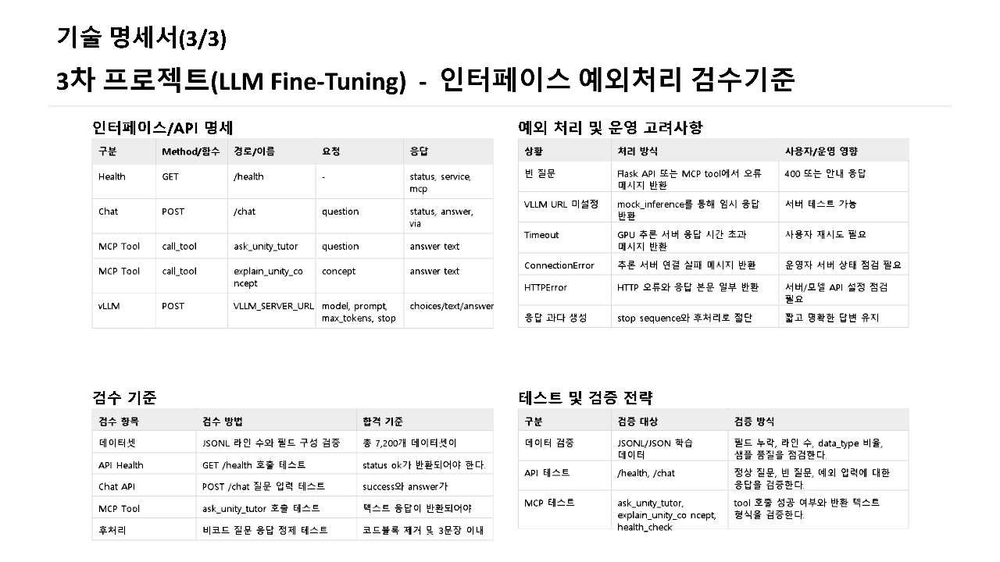 기술 명세서(3/3)
3차 프로젝트(LLM Fine-Tuning) - 인터페이스 예외처리 검수기준
인터페이스/API 명세
구분 Method/함수 경로/이름 요청 응답
Health GET /health - status, service,
mcp
Chat POST /chat question status, answer,
via
MCP Tool call_tool ask_unity_tutor question answer text
MCP Tool call_tool explain_unity_co concept answer text
ncept
vLLM POST VLLM_SERVER_URL model, prompt, choices/text/answer
max_tokens, stop
예외 처리 및 운영 고려사항
상황 처리 방식 사용자/운영 영향
빈 질문 Flask API 또는 MCP tool에서 오류 400 또는 안내 응답
메시지 반환
VLLM URL 미설정 mock_inference를 통해 임시 응답 서버 테스트 가능
반환
Timeout GPU 추론 서버 응답 시간 초과 사용자 재시도 필요
메시지 반환
ConnectionError 추론 서버 연결 실패 메시지 반환 운영자 서버 상태 점검 필요
HTTPError HTTP 오류와 응답 본문 일부 반환 서버/모델 API 설정 점검
필요
응답 과다 생성 stop sequence와 후처리로 절단 짧고 명확한 답변 유지
검수 기준
검수 항목 검수 방법 합격 기준
데이터셋 JSONL 라인 수와 필드 구성 검증 총 7,200개 데이터셋이
API Health GET /health 호출 테스트 status ok가 반환되어야 한다.
Chat API POST /chat 질문 입력 테스트 success와 answer가
MCP Tool ask_unity_tutor 호출 테스트 텍스트 응답이 반환되어야
후처리 비코드 질문 응답 정제 테스트 코드블록 제거 및 3문장 이내
테스트 및 검증 전략
구분 검증 대상 검증 방식
데이터 검증 JSONL/JSON 학습 필드 누락, 라인 수, data_type 비율,
데이터 샘플 품질을 점검한다.
API 테스트 /health, /chat 정상 질문, 빈 질문, 예외 입력에 대한
응답을 검증한다.
MCP 테스트 ask_unity_tutor, tool 호출 성공 여부와 반환 텍스트
explain_unity_co ncept, 형식을 검증한다.
health_check